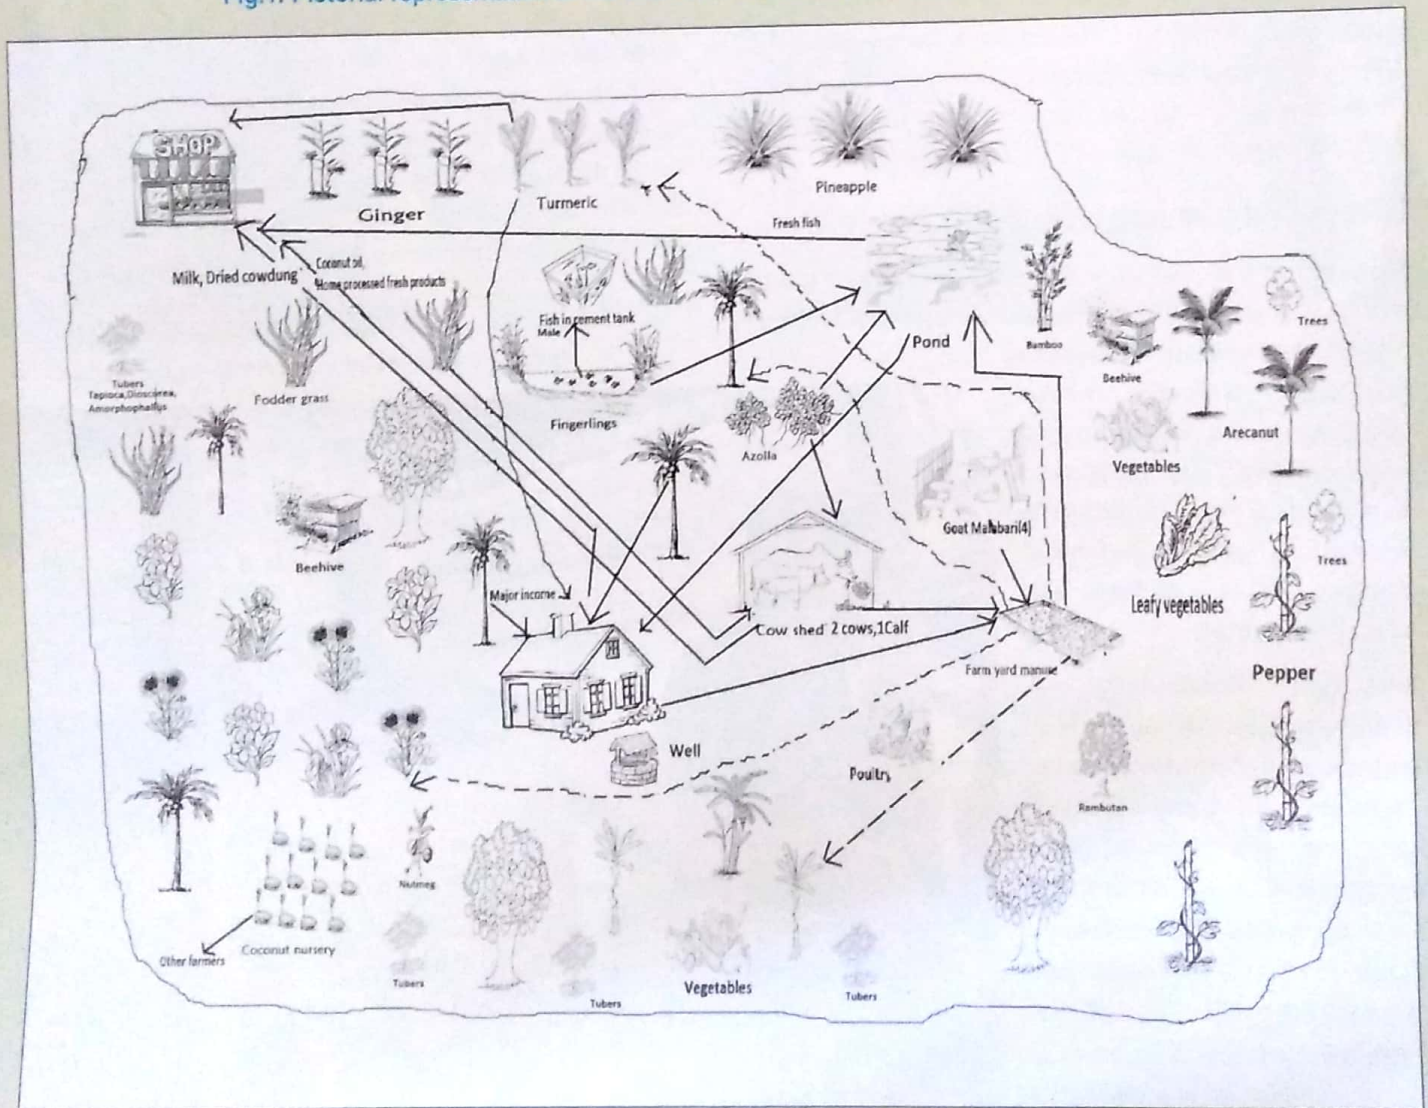 SHOP
Ginger
Turmeric
Pineapple
Fresh fish
Milk, Dried cowdung
Coconut oil,
Home processed fresh products
Fish in cement tank
Male
Pond
Bamboo
Trees
Beehive
Tubers
Tapioca,Dioscorea,
Amorphophallus
Fodder grass
Fingerlings
Azolla
Arecanut
Vegetables
Goat Malabari(4)
Beehive
Trees
Major income
Leafy vegetables
Cow shed 2 cows,1Calf
Farm yard manure
Pepper
Well
Poultry
Rambutan
Nutmeg
Coconut nursery
Other farmers
Tubers
Tubers
Vegetables
Tubers